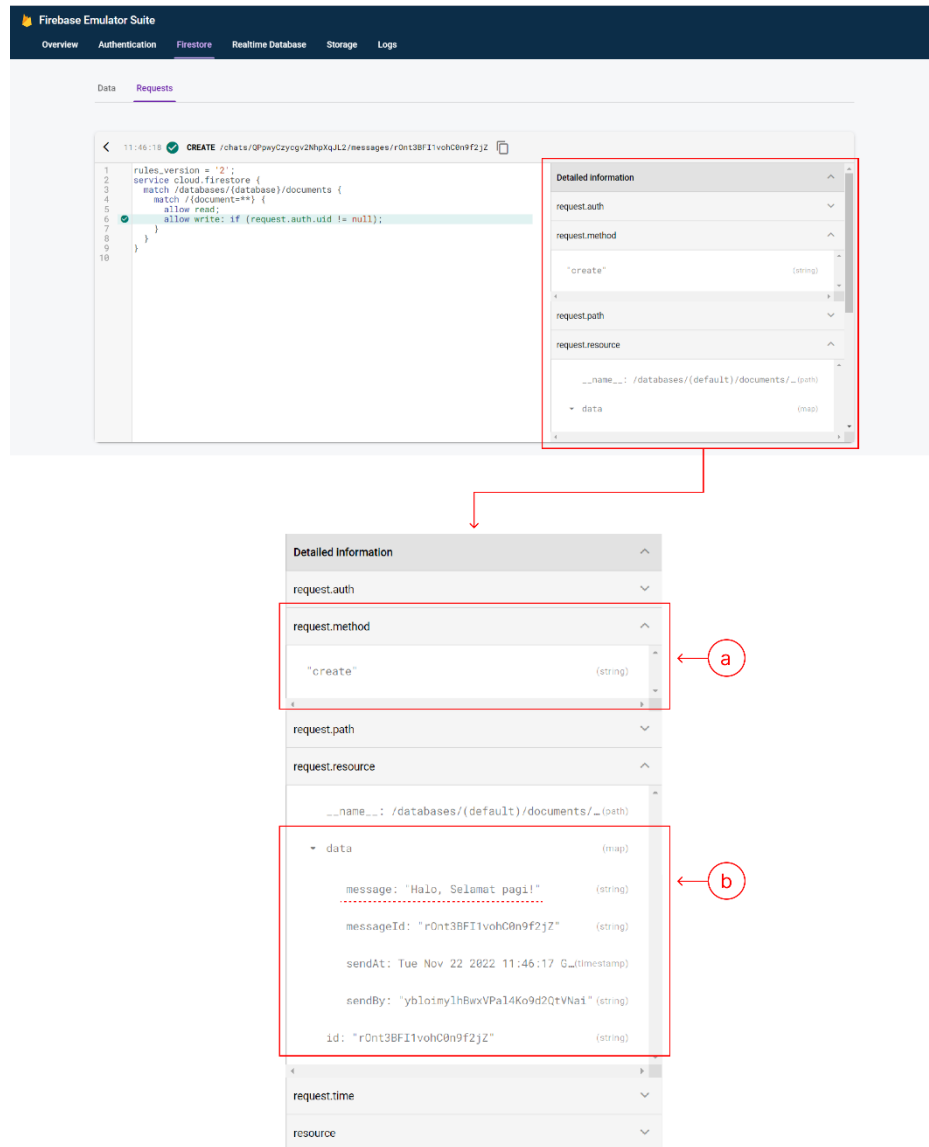 Firebase Emulator Suite
Overview Authentication Firestore Realtime Database Storage Logs
Data Requests
11:46:18 CREATE /chats/QPpwyCzycgv2NhpXqJL2/messages/rOnt3BFI1vohC0n9f2jZ
1 rules_version = '2';
2 service cloud.firestore {
3 match /databases/{database}/documents {
4 match /{document=**} {
5 allow read;
6 allow write: if (request.auth.uid != null);
7 }
8 }
9 }
10
Detailed information
request.auth
request.method
"create" (string)
request.path
request.resource
__name__: /databases/(default)/documents/… (path)
data (map)
Detailed information
request.auth
request.method
"create" (string)
a
request.path
request.resource
__name__: /databases/(default)/documents/… (path)
data (map)
b
message: "Halo, Selamat pagi!" (string)
messageId: "rOnt3BFI1vohC0n9f2jZ" (string)
sendAt: Tue Nov 22 2022 11:46:17 G… (timestamp)
sendBy: "ybloimylhBwxVPal4Ko9d2QtVNai" (string)
id: "rOnt3BFI1vohC0n9f2jZ" (string)
request.time
resource